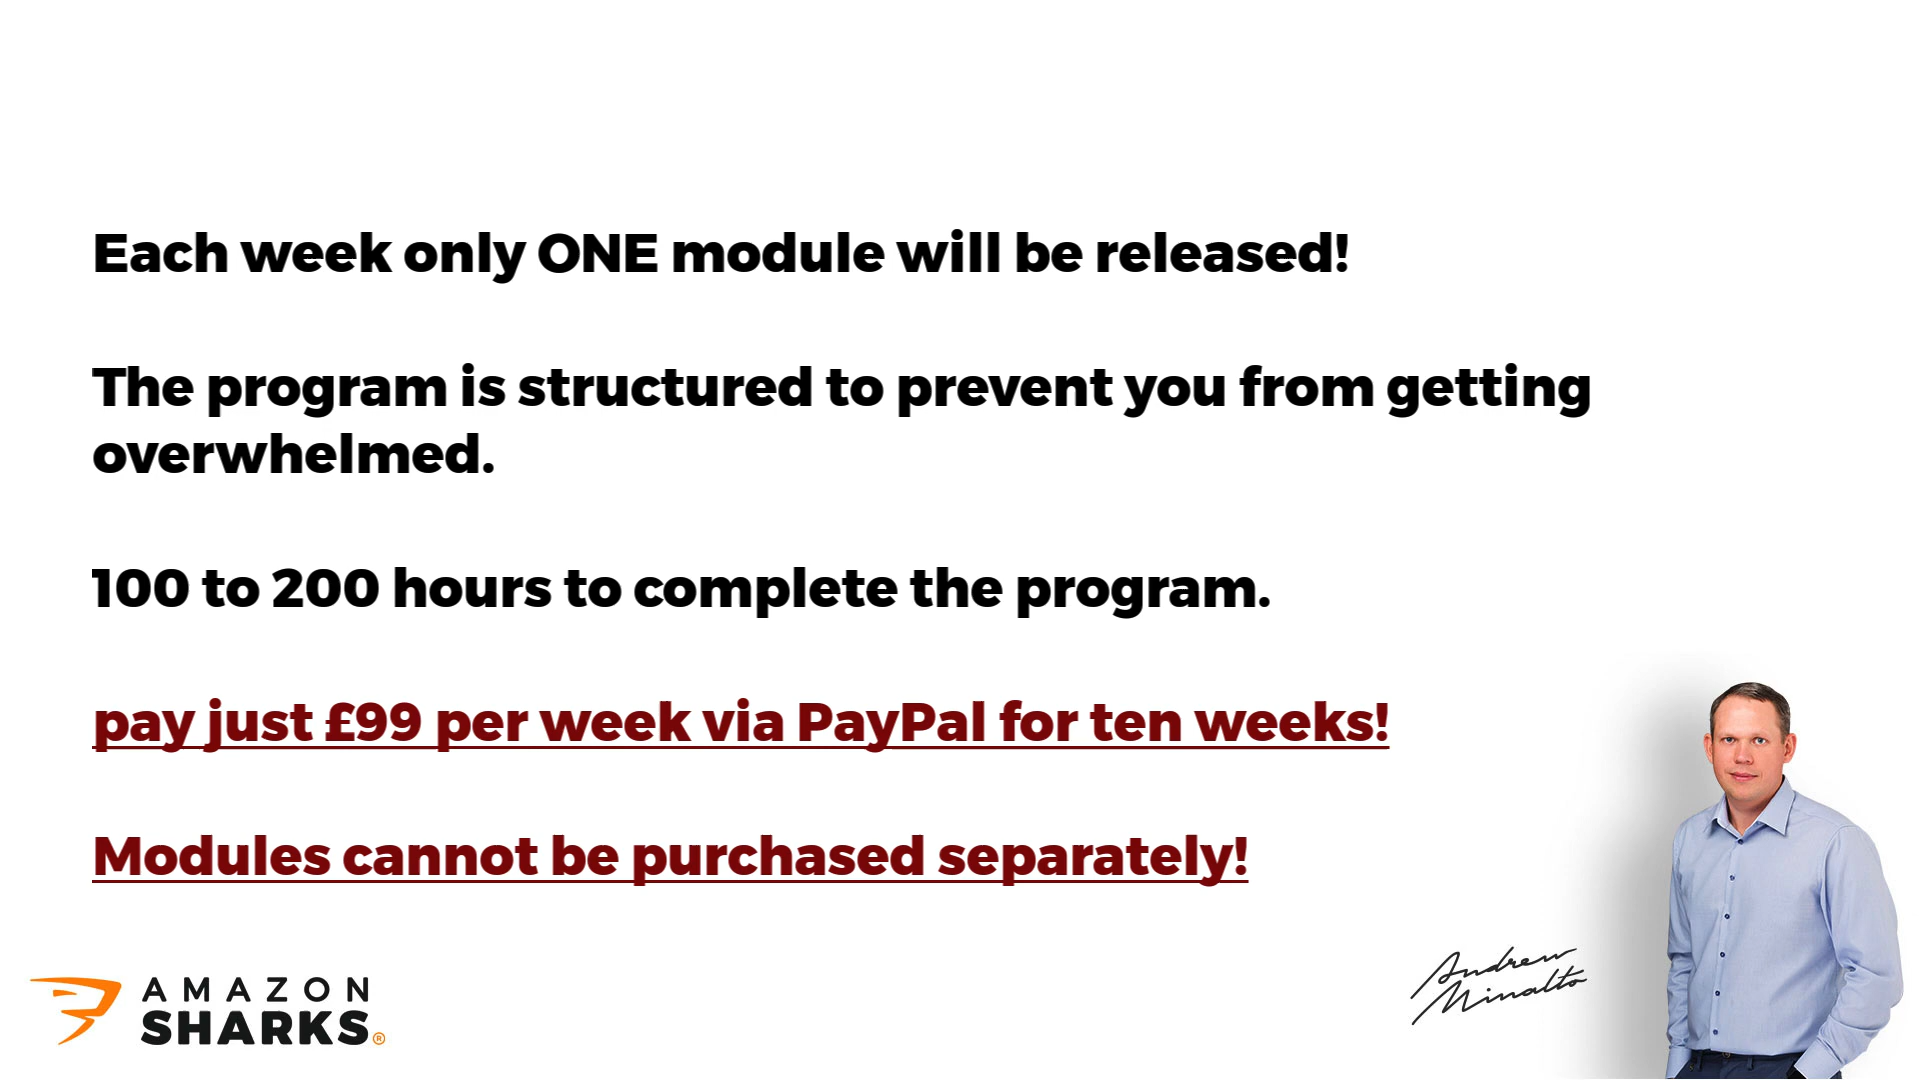 Each week only ONE module will be released!
The program is structured to prevent you from getting
overwhelmed.
100 to 200 hours to complete the program.
pay just £99 per week via PayPal for ten weeks!
Modules cannot be purchased separately!
Andrew
Minalto
AMAZON
SHARKS®